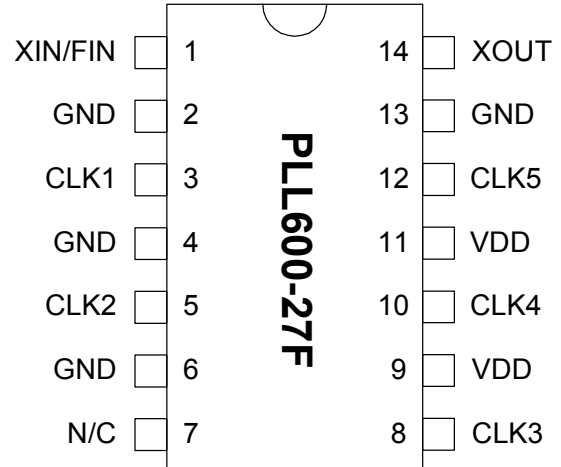 XIN/FIN 1 14 XOUT
GND 2 13 GND
CLK1 3 12 CLK5
GND 4 11 VDD
CLK2 5 10 CLK4
GND 6 9 VDD
N/C 7 8 CLK3
PLL600-27F